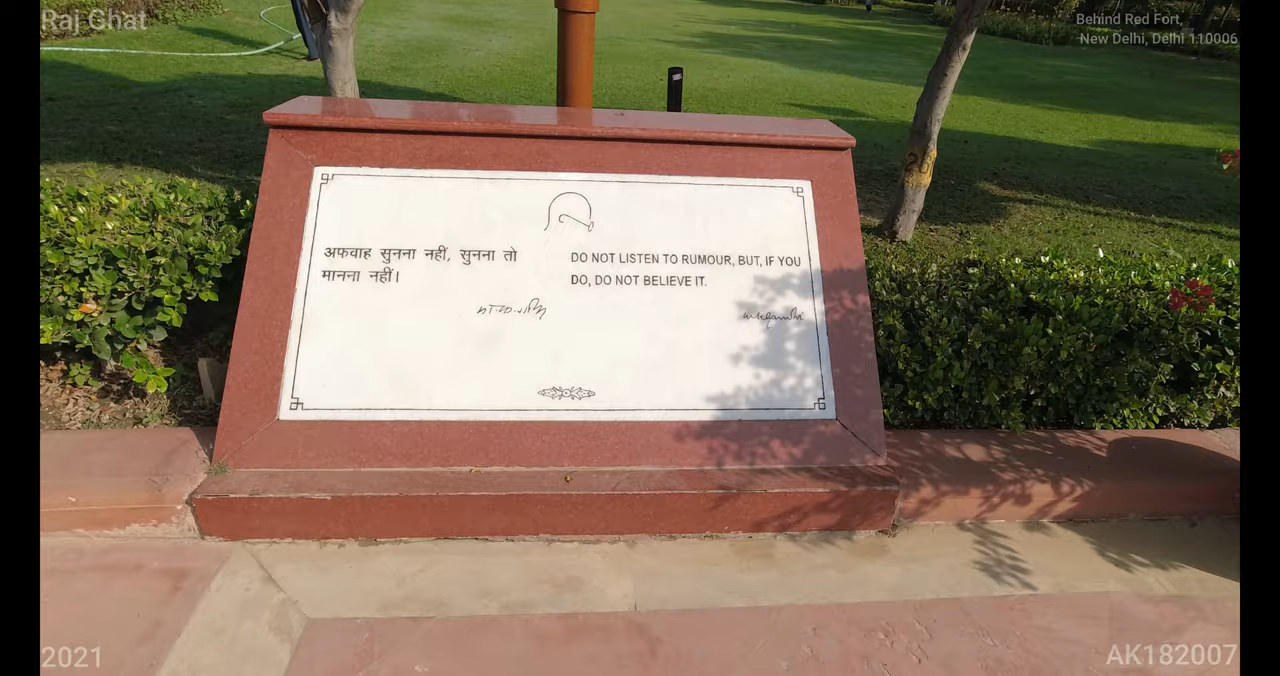 Raj Ghat
Behind Red Fort,
New Delhi, Delhi 110006
अफवाह सुनना नहीं, सुनना तो
मानना नहीं।
मो.क.गांधी
DO NOT LISTEN TO RUMOUR, BUT, IF YOU
DO, DO NOT BELIEVE IT.
mkgandhi
2021
AK182007